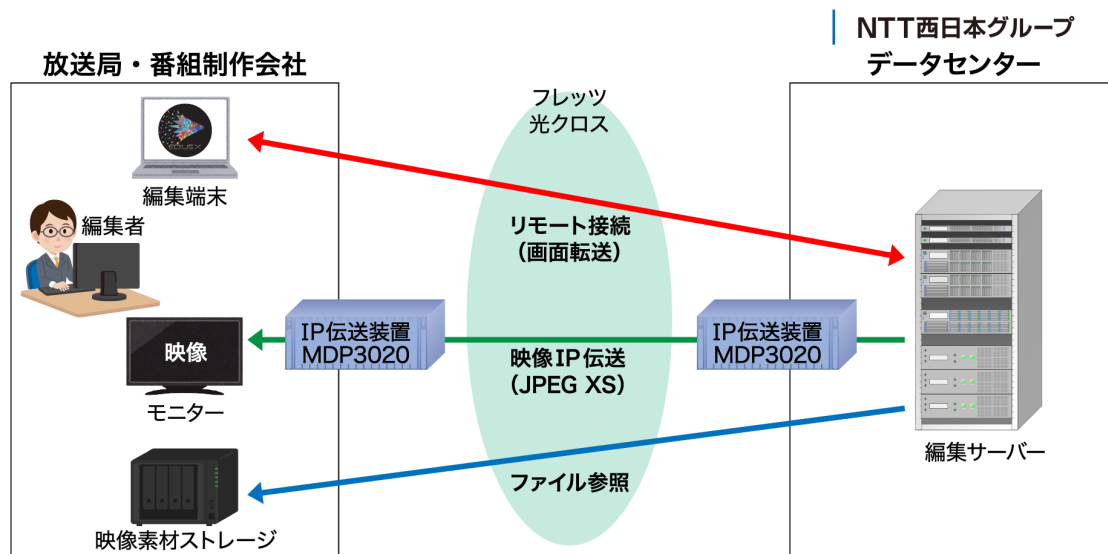 NTT西日本グループ
データセンター
放送局・番組制作会社
フレッツ
光クロス
EDIUS X
編集端末
編集者
リモート接続
(画面転送)
IP伝送装置
MDP3020
IP伝送装置
MDP3020
映像
映像IP伝送
(JPEG XS)
モニター
編集サーバー
ファイル参照
映像素材ストレージ